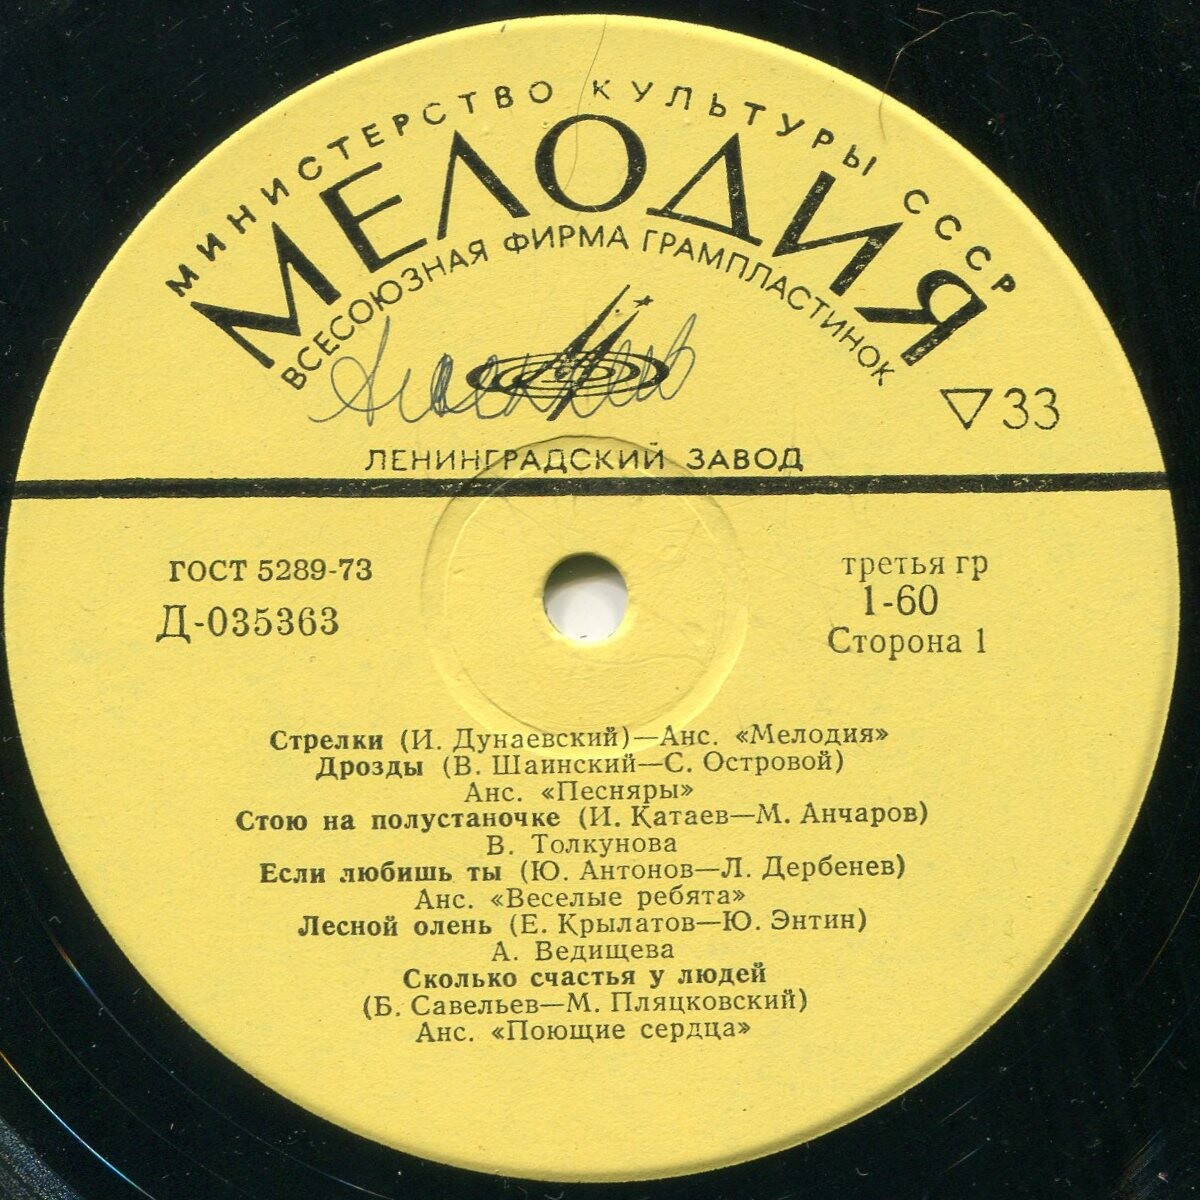 МИНИСТЕРСТВО КУЛЬТУРЫ СССР
МЕЛОДИЯ
ВСЕСОЮЗНАЯ ФИРМА ГРАМПЛАСТИНОК
33
ЛЕНИНГРАДСКИЙ ЗАВОД
ГОСТ 5289-73
Д-035363
третья гр
1-60
Сторона 1
Стрелки (И. Дунаевский)—Анс. «Мелодия»
Дрозды (В. Шаинский—С. Островой)
Анс. «Песняры»
Стою на полустаночке (И. Катаев—М. Анчаров)
В. Толкунова
Если любишь ты (Ю. Антонов—Л. Дербенев)
Анс. «Веселые ребята»
Лесной олень (Е. Крылатов—Ю. Энтин)
А. Ведищева
Сколько счастья у людей
(Б. Савельев—М. Пляцковский)
Анс. «Поющие сердца»